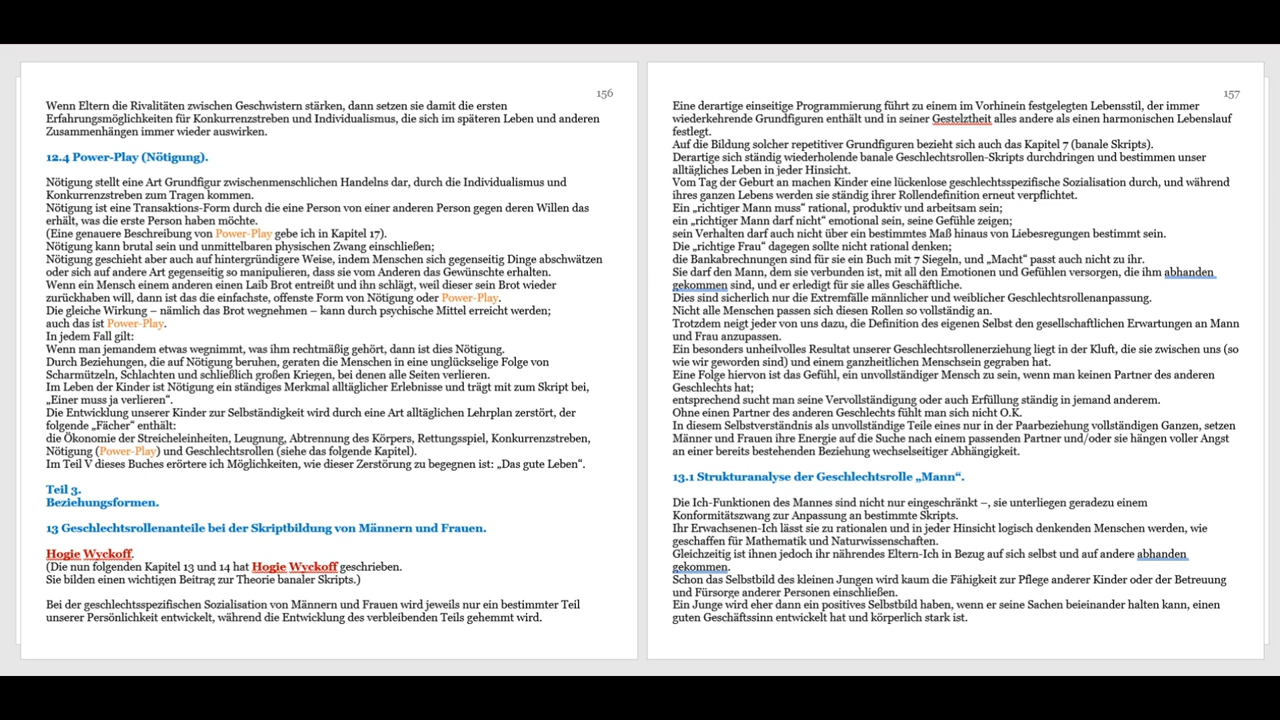 156
Wenn Eltern die Rivalitäten zwischen Geschwistern stärken, dann setzen sie damit die ersten
Erfahrungsmöglichkeiten für Konkurrenzstreben und Individualismus, die sich im späteren Leben und anderen
Zusammenhängen immer wieder auswirken.
12.4 Power-Play (Nötigung).
Nötigung stellt eine Art Grundfigur zwischenmenschlichen Handelns dar, durch die Individualismus und
Konkurrenzstreben zum Tragen kommen.
Nötigung ist eine Transaktions-Form durch die eine Person von einer anderen Person gegen deren Willen das
erhält, was die erste Person haben möchte.
(Eine genauere Beschreibung von Power-Play gebe ich in Kapitel 17).
Nötigung kann brutal sein und unmittelbaren physischen Zwang einschließen;
Nötigung geschieht aber auch auf hintergründigere Weise, indem Menschen sich gegenseitig Dinge abschwätzen
oder sich auf andere Art gegenseitig so manipulieren, dass sie vom Anderen das Gewünschte erhalten.
Wenn ein Mensch einem anderen einen Laib Brot entreißt und ihn schlägt, weil dieser sein Brot wieder
zurückhaben will, dann ist das die einfachste, offenste Form von Nötigung oder Power-Play.
Die gleiche Wirkung – nämlich das Brot wegnehmen – kann durch psychische Mittel erreicht werden;
auch das ist Power-Play.
In jedem Fall gilt:
Wenn man jemandem etwas wegnimmt, was ihm rechtmäßig gehört, dann ist dies Nötigung.
Durch Beziehungen, die auf Nötigung beruhen, geraten die Menschen in eine unglückselige Folge von
Scharmützeln, Schlachten und schließlich großen Kriegen, bei denen alle Seiten verlieren.
Im Leben der Kinder ist Nötigung ein ständiges Merkmal alltäglicher Erlebnisse und trägt mit zum Skript bei,
„Einer muss ja verlieren“.
Die Entwicklung unserer Kinder zur Selbständigkeit wird durch eine Art alltäglichen Lehrplan zerstört, der
folgende „Fächer“ enthält:
die Ökonomie der Streicheleinheiten, Leugnung, Abtrennung des Körpers, Rettungsspiel, Konkurrenzstreben,
Nötigung (Power-Play) und Geschlechtsrollen (siehe das folgende Kapitel).
Im Teil V dieses Buches erörtere ich Möglichkeiten, wie dieser Zerstörung zu begegnen ist: „Das gute Leben“.
Teil 3.
Beziehungsformen.
13 Geschlechtsrollenanteile bei der Skriptbildung von Männern und Frauen.
Hogie Wyckoff.
(Die nun folgenden Kapitel 13 und 14 hat Hogie Wyckoff geschrieben.
Sie bilden einen wichtigen Beitrag zur Theorie banaler Skripts.)
Bei der geschlechtsspezifischen Sozialisation von Männern und Frauen wird jeweils nur ein bestimmter Teil
unserer Persönlichkeit entwickelt, während die Entwicklung des verbleibenden Teils gehemmt wird.
157
Eine derartige einseitige Programmierung führt zu einem im Vorhinein festgelegten Lebensstil, der immer
wiederkehrende Grundfiguren enthält und in seiner Gestelztheit alles andere als einen harmonischen Lebenslauf
festlegt.
Auf die Bildung solcher repetitiver Grundfiguren bezieht sich auch das Kapitel 7 (banale Skripts).
Derartige sich ständig wiederholende banale Geschlechtsrollen-Skripts durchdringen und bestimmen unser
alltägliches Leben in jeder Hinsicht.
Vom Tag der Geburt an machen Kinder eine lückenlose geschlechtsspezifische Sozialisation durch, und während
ihres ganzen Lebens werden sie ständig ihrer Rollendefinition erneut verpflichtet.
Ein „richtiger Mann muss“ rational, produktiv und arbeitsam sein;
ein „richtiger Mann darf nicht“ emotional sein, seine Gefühle zeigen;
sein Verhalten darf auch nicht über ein bestimmtes Maß hinaus von Liebesregungen bestimmt sein.
Die „richtige Frau“ dagegen sollte nicht rational denken;
die Bankabrechnungen sind für sie ein Buch mit 7 Siegeln, und „Macht“ passt auch nicht zu ihr.
Sie darf den Mann, dem sie verbunden ist, mit all den Emotionen und Gefühlen versorgen, die ihm abhanden
gekommen sind, und er erledigt für sie alles Geschäftliche.
Dies sind sicherlich nur die Extremfälle männlicher und weiblicher Geschlechtsrollenanpassung.
Nicht alle Menschen passen sich diesen Rollen so vollständig an.
Trotzdem neigt jeder von uns dazu, die Definition des eigenen Selbst den gesellschaftlichen Erwartungen an Mann
und Frau anzupassen.
Ein besonders unheilvolles Resultat unserer Geschlechtsrollenerziehung liegt in der Kluft, die sie zwischen uns (so
wie wir geworden sind) und einem ganzheitlichen Menschsein gegraben hat.
Eine Folge hiervon ist das Gefühl, ein unvollständiger Mensch zu sein, wenn man keinen Partner des anderen
Geschlechts hat;
entsprechend sucht man seine Vervollständigung oder auch Erfüllung ständig in jemand anderem.
Ohne einen Partner des anderen Geschlechts fühlt man sich nicht O.K.
In diesem Selbstverständnis als unvollständige Teile eines nur in der Paarbeziehung vollständigen Ganzen, setzen
Männer und Frauen ihre Energie auf die Suche nach einem passenden Partner und/oder sie hängen voller Angst
an einer bereits bestehenden Beziehung wechselseitiger Abhängigkeit.
13.1 Strukturanalyse der Geschlechtsrolle „Mann“.
Die Ich-Funktionen des Mannes sind nicht nur eingeschränkt –, sie unterliegen geradezu einem
Konformitätszwang zur Anpassung an bestimmte Skripts.
Ihr Erwachsenen-Ich lässt sie zu rationalen und in jeder Hinsicht logisch denkenden Menschen werden, wie
geschaffen für Mathematik und Naturwissenschaften.
Gleichzeitig ist ihnen jedoch ihr nährendes Eltern-Ich in Bezug auf sich selbst und auf andere abhanden
gekommen.
Schon das Selbstbild des kleinen Jungen wird kaum die Fähigkeit zur Pflege anderer Kinder oder der Betreuung
und Fürsorge anderer Personen einschließen.
Ein Junge wird eher dann ein positives Selbstbild haben, wenn er seine Sachen beieinander halten kann, einen
guten Geschäftssinn entwickelt hat und körperlich stark ist.